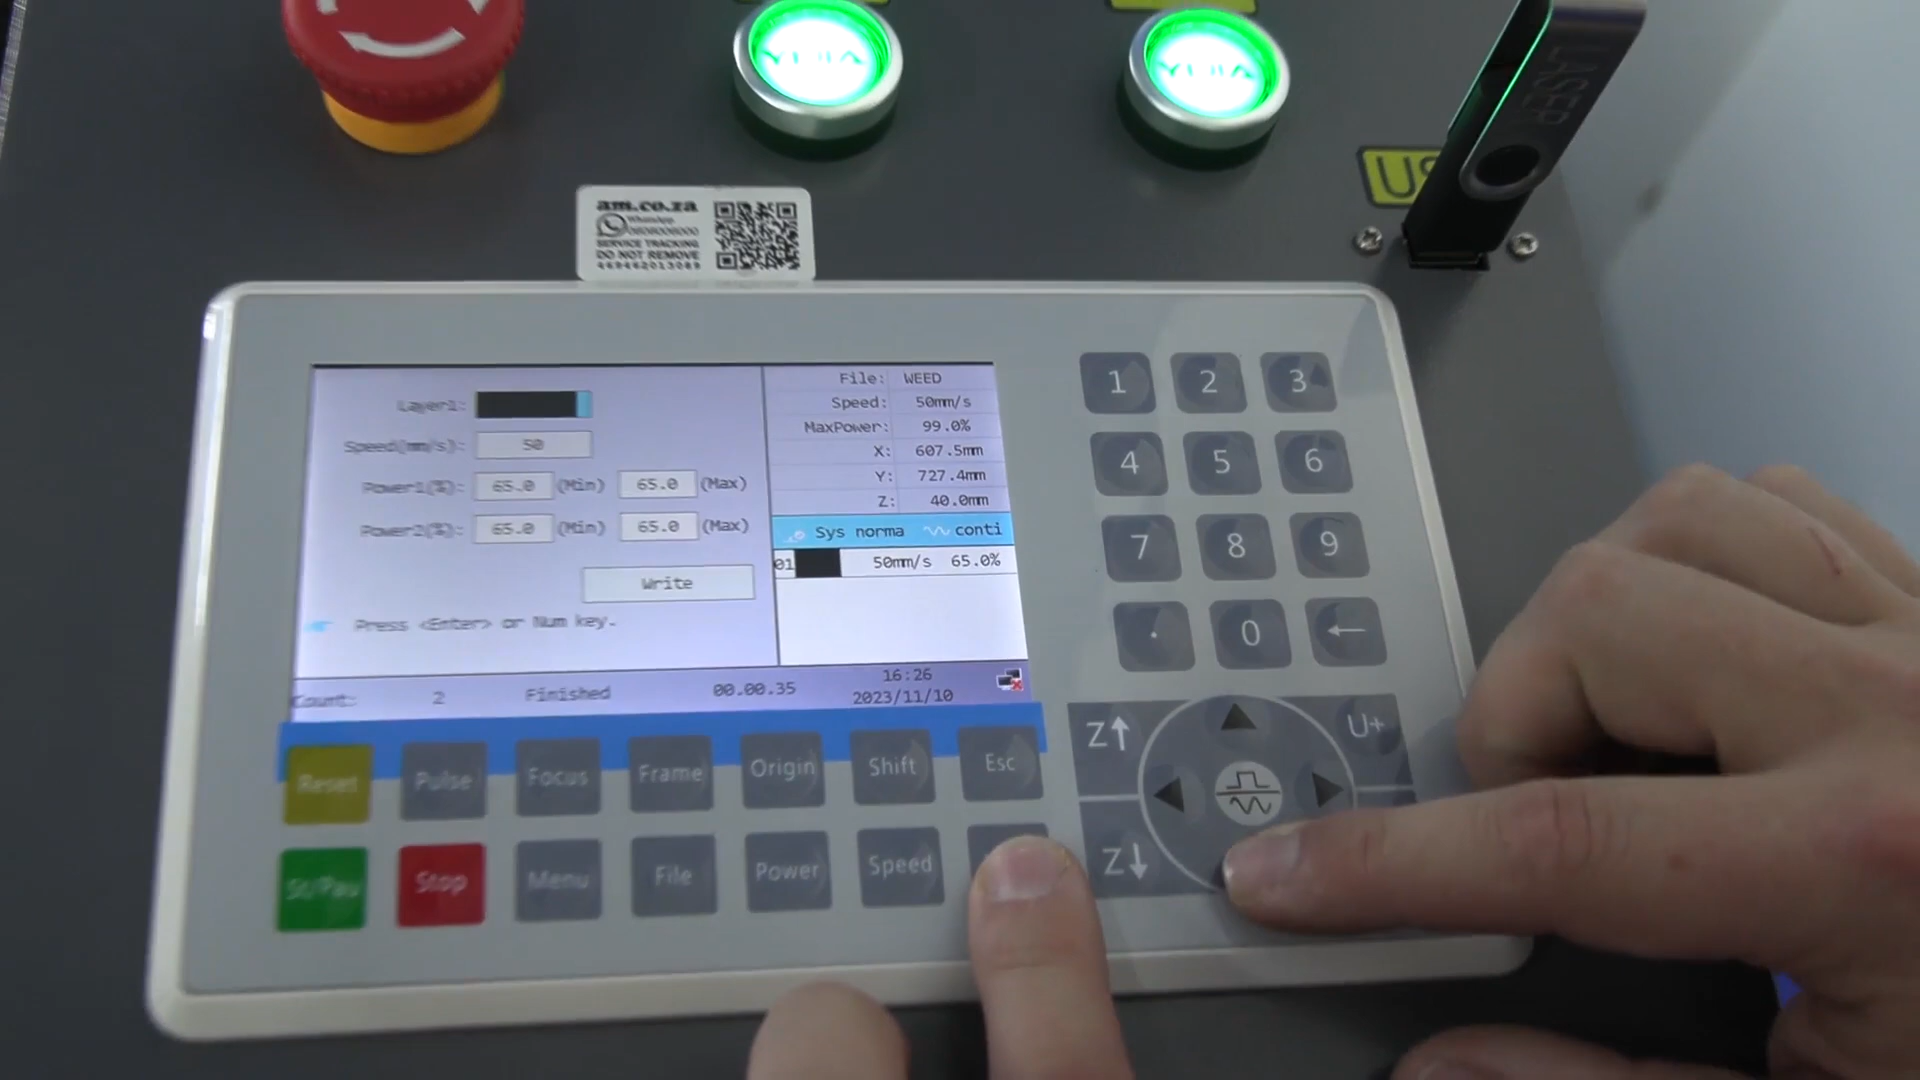 LASER
am.co.za
WhatsApp
0608006000
SERVICE TRACKING
DO NOT REMOVE
Layer1:
Speed(mm/s): 50
Power1(%): 65.0 (Min) 65.0 (Max)
Power2(%): 65.0 (Min) 65.0 (Max)
Write
Press <Enter> or Num key.
Count: 2 Finished 00.00.35 16:26
2023/11/10
File: WEED
Speed: 50mm/s
MaxPower: 99.0%
X: 607.5mm
Y: 727.4mm
Z: 40.0mm
Sys norma conti
01 50mm/s 65.0%
1 2 3
4 5 6
7 8 9
. 0 ←
Reset Pulse Focus Frame Origin Shift Esc
St/Pau Stop Menu File Power Speed
Z↑ U+
Z↓